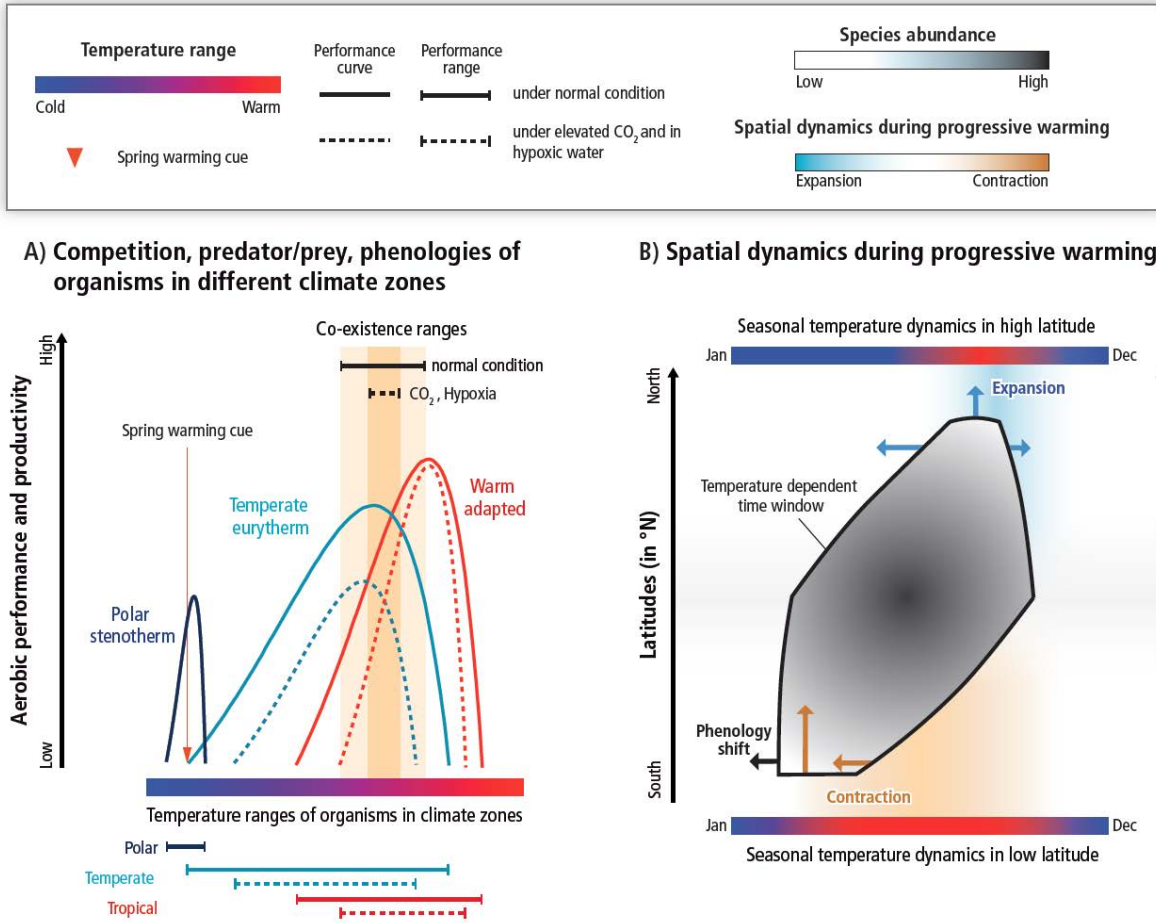 Temperature range
Cold
Warm
Spring warming cue
Performance
curve
Performance
range
under normal condition
under elevated CO2 and in
hypoxic water
Species abundance
Low
High
Spatial dynamics during progressive warming
Expansion
Contraction
A) Competition, predator/prey, phenologies of
organisms in different climate zones
Co-existence ranges
normal condition
CO2, Hypoxia
High
Aerobic performance and productivity
Low
Spring warming cue
Temperate
eurytherm
Warm
adapted
Polar
stenotherm
Temperature ranges of organisms in climate zones
Polar
Temperate
Tropical
B) Spatial dynamics during progressive warming
Seasonal temperature dynamics in high latitude
Jan
Dec
North
Latitudes (in °N)
South
Expansion
Temperature dependent
time window
Phenology
shift
Contraction
Jan
Dec
Seasonal temperature dynamics in low latitude